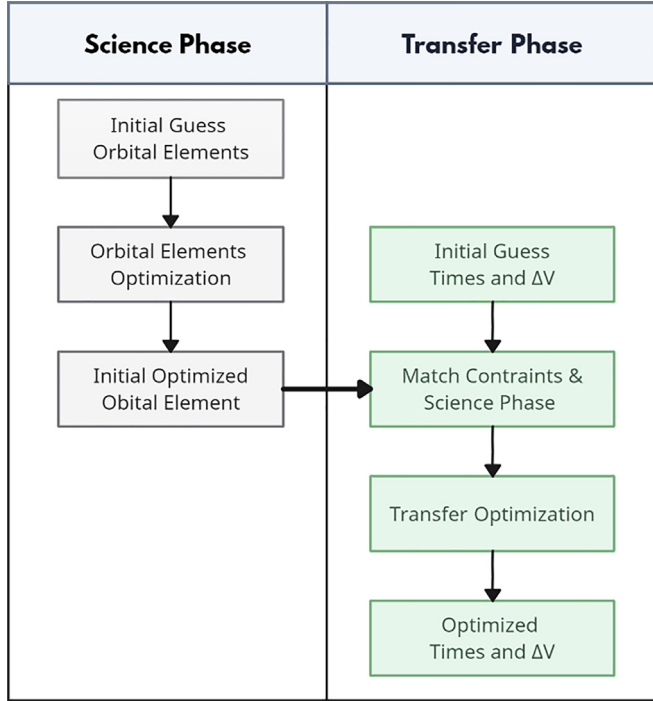 Science Phase
Transfer Phase
Initial Guess
Orbital Elements
Orbital Elements
Optimization
Initial Optimized
Obital Element
Initial Guess
Times and ΔV
Match Contraints &
Science Phase
Transfer Optimization
Optimized
Times and ΔV